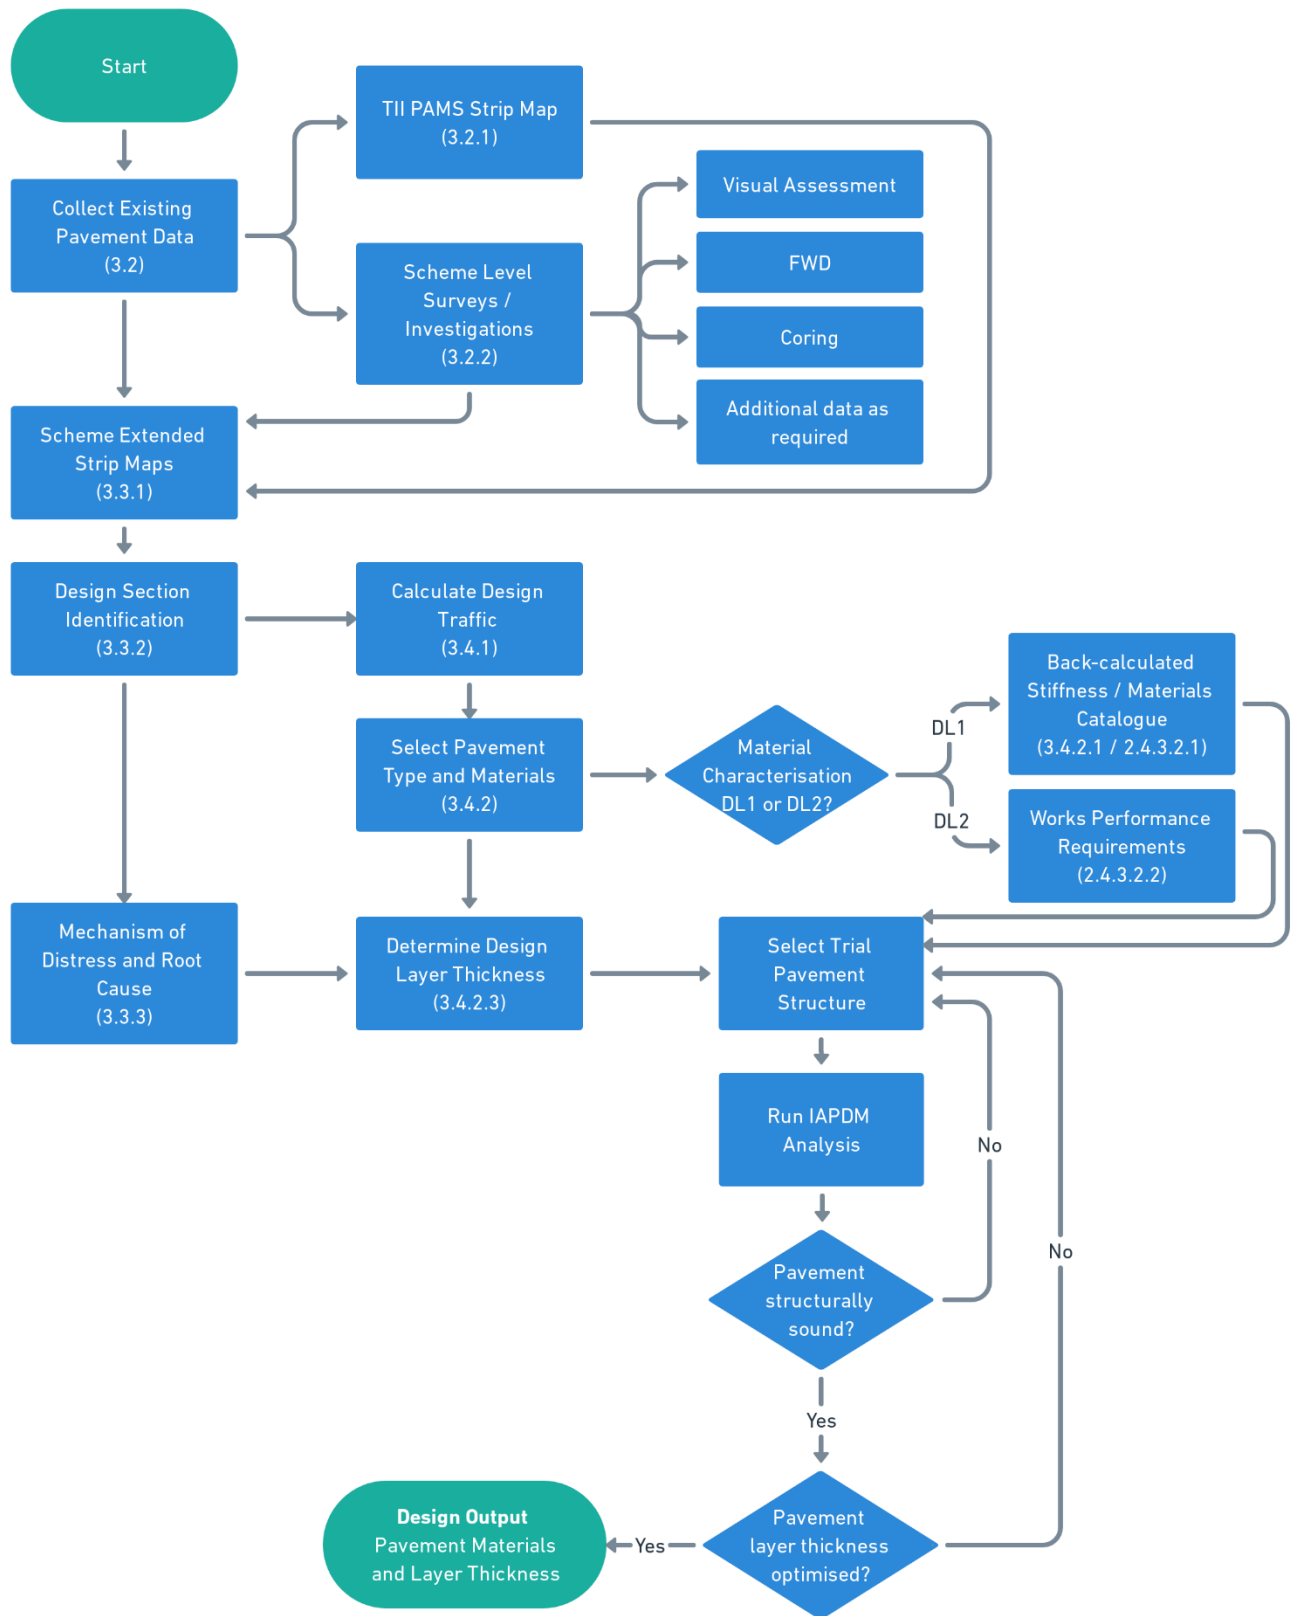 Start
TII PAMS Strip Map
(3.2.1)
Collect Existing
Pavement Data
(3.2)
Scheme Level
Surveys /
Investigations
(3.2.2)
Visual Assessment
FWD
Coring
Additional data as
required
Scheme Extended
Strip Maps
(3.3.1)
Design Section
Identification
(3.3.2)
Calculate Design
Traffic
(3.4.1)
Select Pavement
Type and Materials
(3.4.2)
Material
Characterisation
DL1 or DL2?
DL1
DL2
Back-calculated
Stiffness / Materials
Catalogue
(3.4.2.1 / 2.4.3.2.1)
Works Performance
Requirements
(2.4.3.2.2)
Mechanism of
Distress and Root
Cause
(3.3.3)
Determine Design
Layer Thickness
(3.4.2.3)
Select Trial
Pavement
Structure
Run IAPDM
Analysis
No
Pavement
structurally
sound?
No
Yes
Pavement
layer thickness
optimised?
Yes
Design Output
Pavement Materials
and Layer Thickness